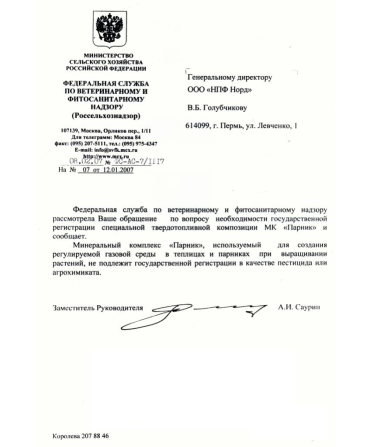 МИНИСТЕРСТВО
СЕЛЬСКОГО ХОЗЯЙСТВА
РОССИЙСКОЙ ФЕДЕРАЦИИ
ФЕДЕРАЛЬНАЯ СЛУЖБА
ПО ВЕТЕРИНАРНОМУ И
ФИТОСАНИТАРНОМУ
НАДЗОРУ
(Россельхознадзор)
107139, Москва, Орликов пер., 1/11
Для телеграмм: Москва 84
факс: (095) 207-5111, тел.: (095) 975-4347
E-mail: info@svfk.mcx.ru
http://www.mcx.ru
08.02.07 №
На № 07 от 12.01.2007
Генеральному директору
ООО «НПФ Норд»
В.Б. Голубчикову
614099, г. Пермь, ул. Левченко, 1
Федеральная служба по ветеринарному и фитосанитарному надзору
рассмотрела Ваше обращение по вопросу необходимости государственной
регистрации специальной твердотопливной композиции МК «Парник» и
сообщает.
Минеральный комплекс «Парник», используемый для создания
регулируемой газовой среды в теплицах и парниках при выращивании
растений, не подлежит государственной регистрации в качестве пестицида или
агрохимиката.
Заместитель Руководителя А.И. Саурин
Королева 207 88 46